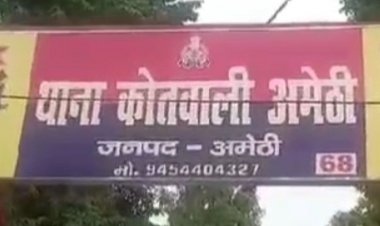 थाना कोतवाली अमेठी
जनपद - अमेठी
मो. 9454404327
68